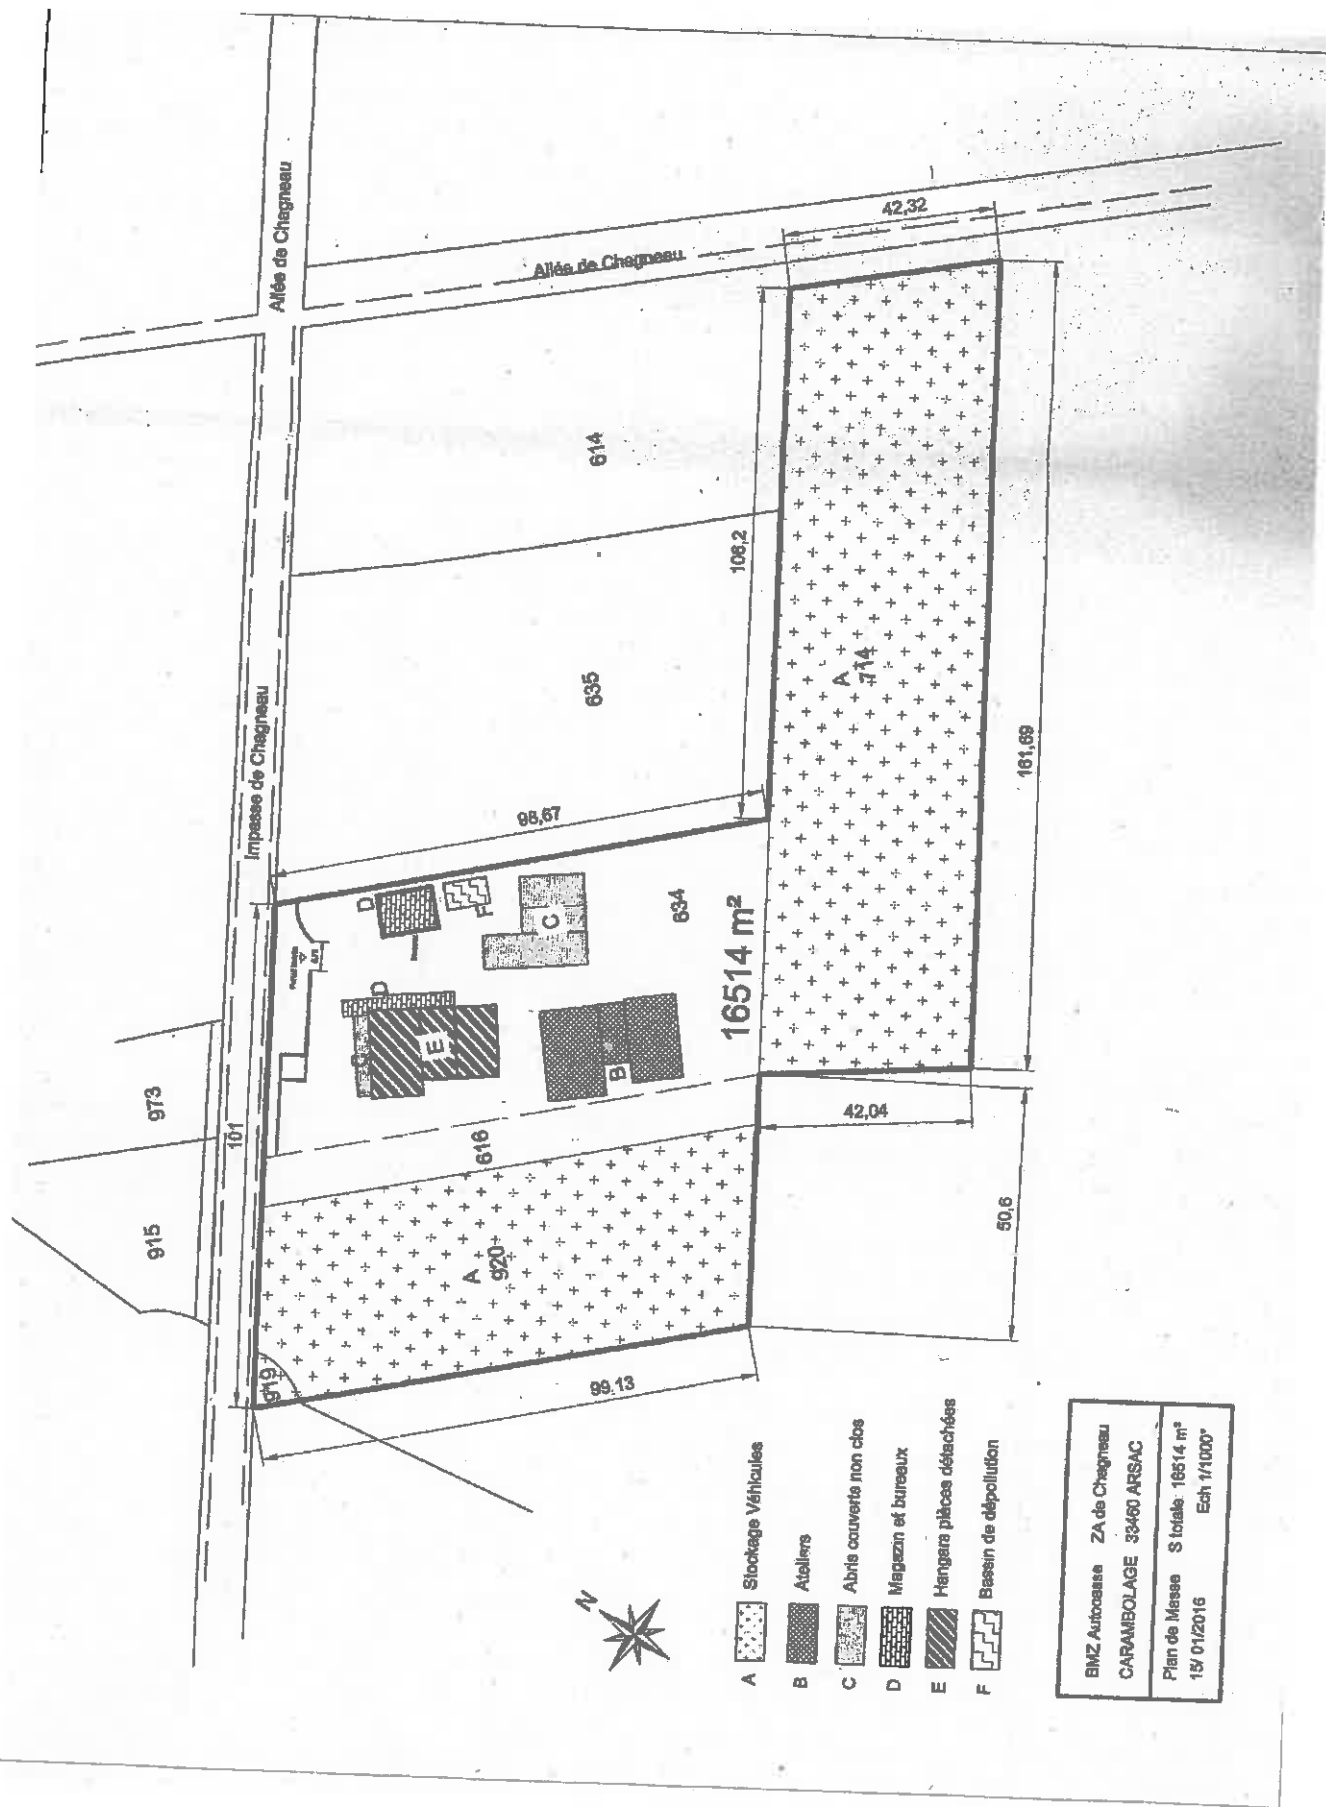 Allée de Chagneau
Allée de Chagneau
Impasse de Chagneau
42,32
614
106,2
635
A
714
161,69
98,67
D
F
C
634
16514 m²
D
C
E
B
973
101
915
616
42,04
50,6
A
920
919
99.13
N
A Stockage Véhicules
B Ateliers
C Abris couverts non clos
D Magazin et bureaux
E Hangars pièces détachées
F Bassin de dépollution
BMZ Autocasse ZA de Chagneau
CARAMBOLAGE 33460 ARSAC
Plan de Masse S totale: 16514 m²
15/ 01/2016 Ech 1/1000°